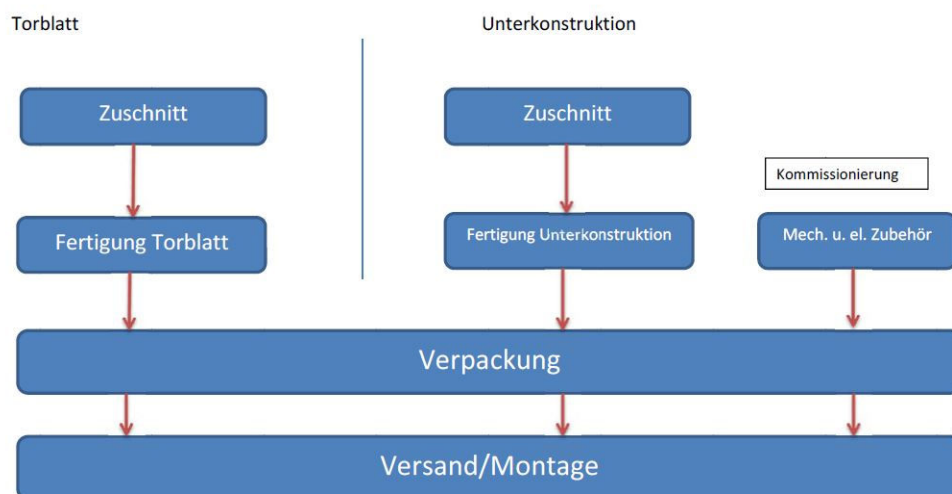 Torblatt
Unterkonstruktion
Zuschnitt
Zuschnitt
Kommissionierung
Fertigung Torblatt
Fertigung Unterkonstruktion
Mech. u. el. Zubehör
Verpackung
Versand/Montage